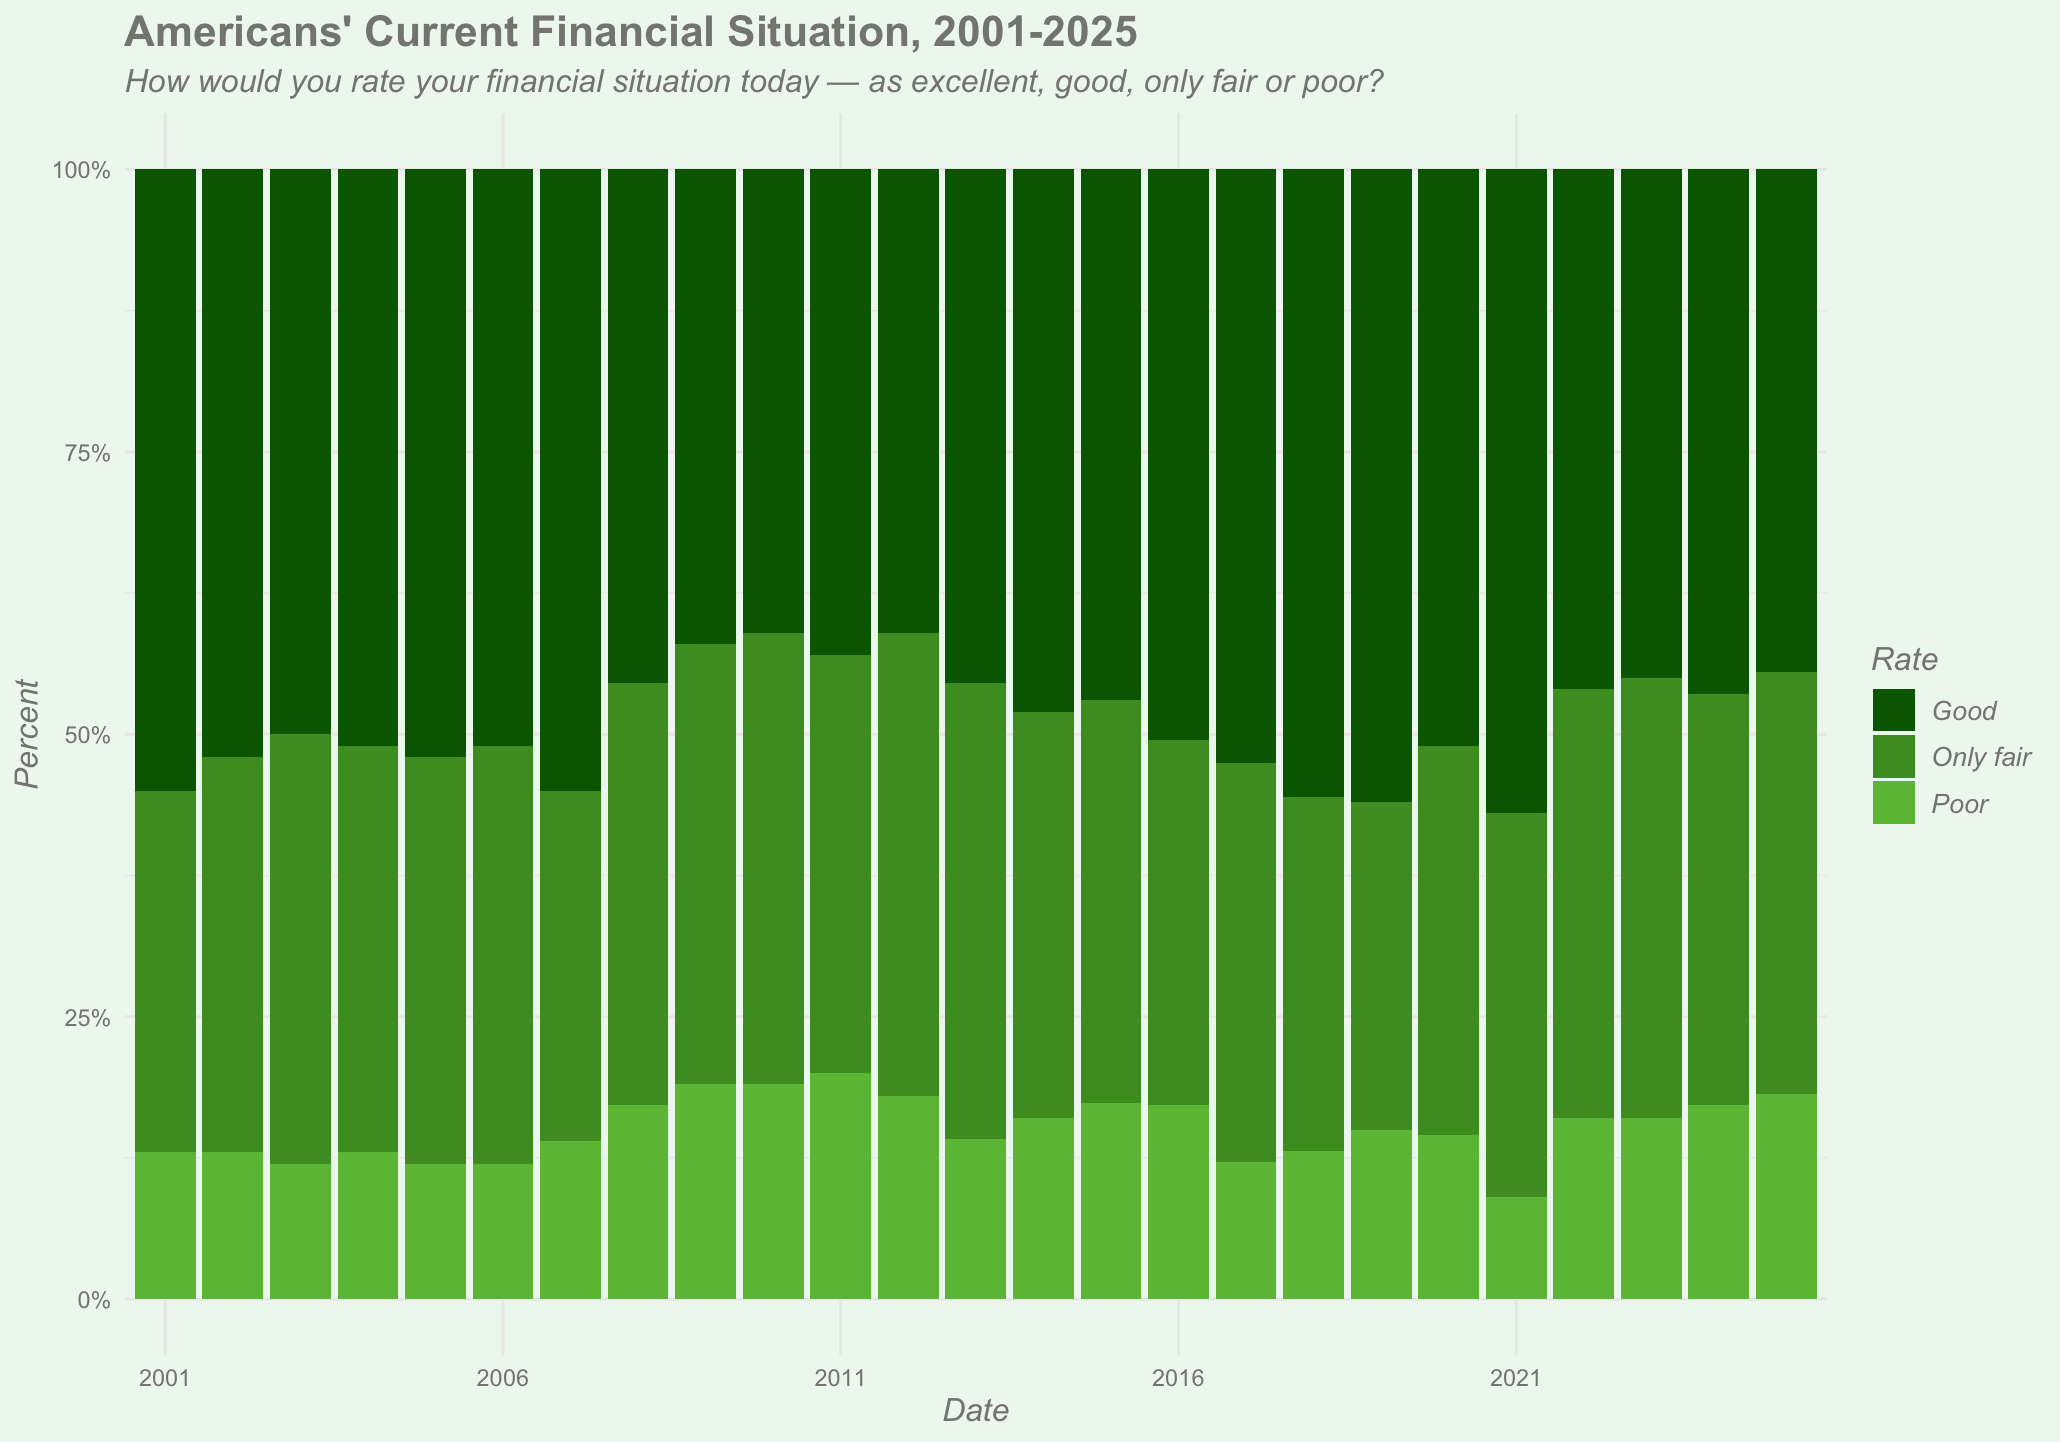 Americans' Current Financial Situation, 2001-2025
How would you rate your financial situation today — as excellent, good, only fair or poor?
100%
75%
50%
25%
0%
Percent
2001
2006
2011
2016
2021
Date
Rate
Good
Only fair
Poor